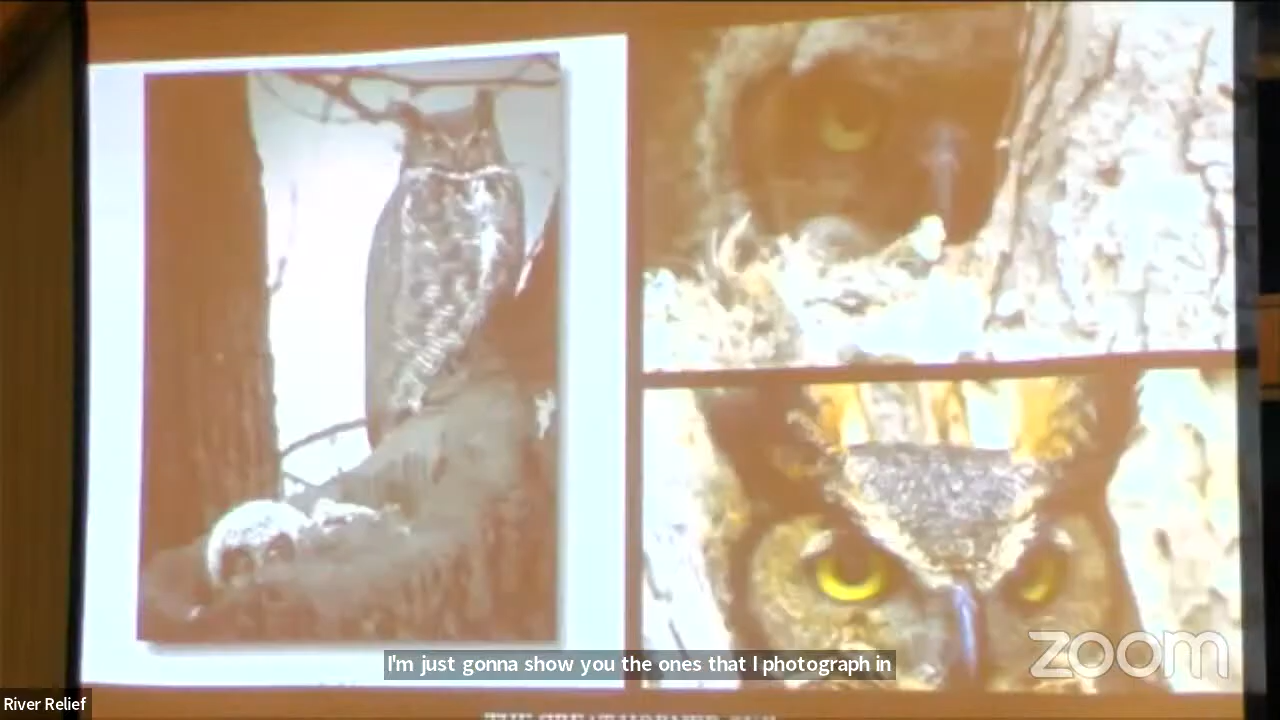 I'm just gonna show you the ones that I photograph in
zoom
River Relief